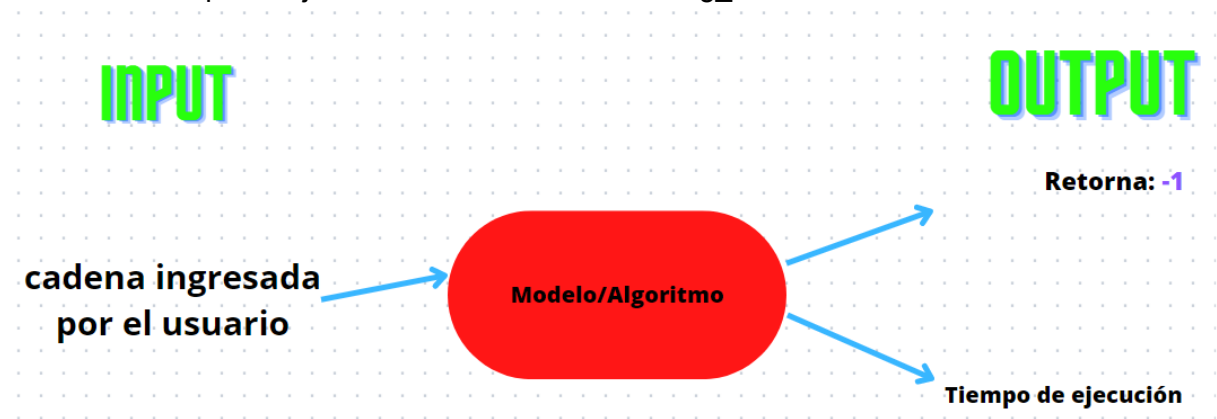 INPUT
OUTPUT
Retorna: -1
cadena ingresada
por el usuario
Modelo/Algoritmo
Tiempo de ejecución